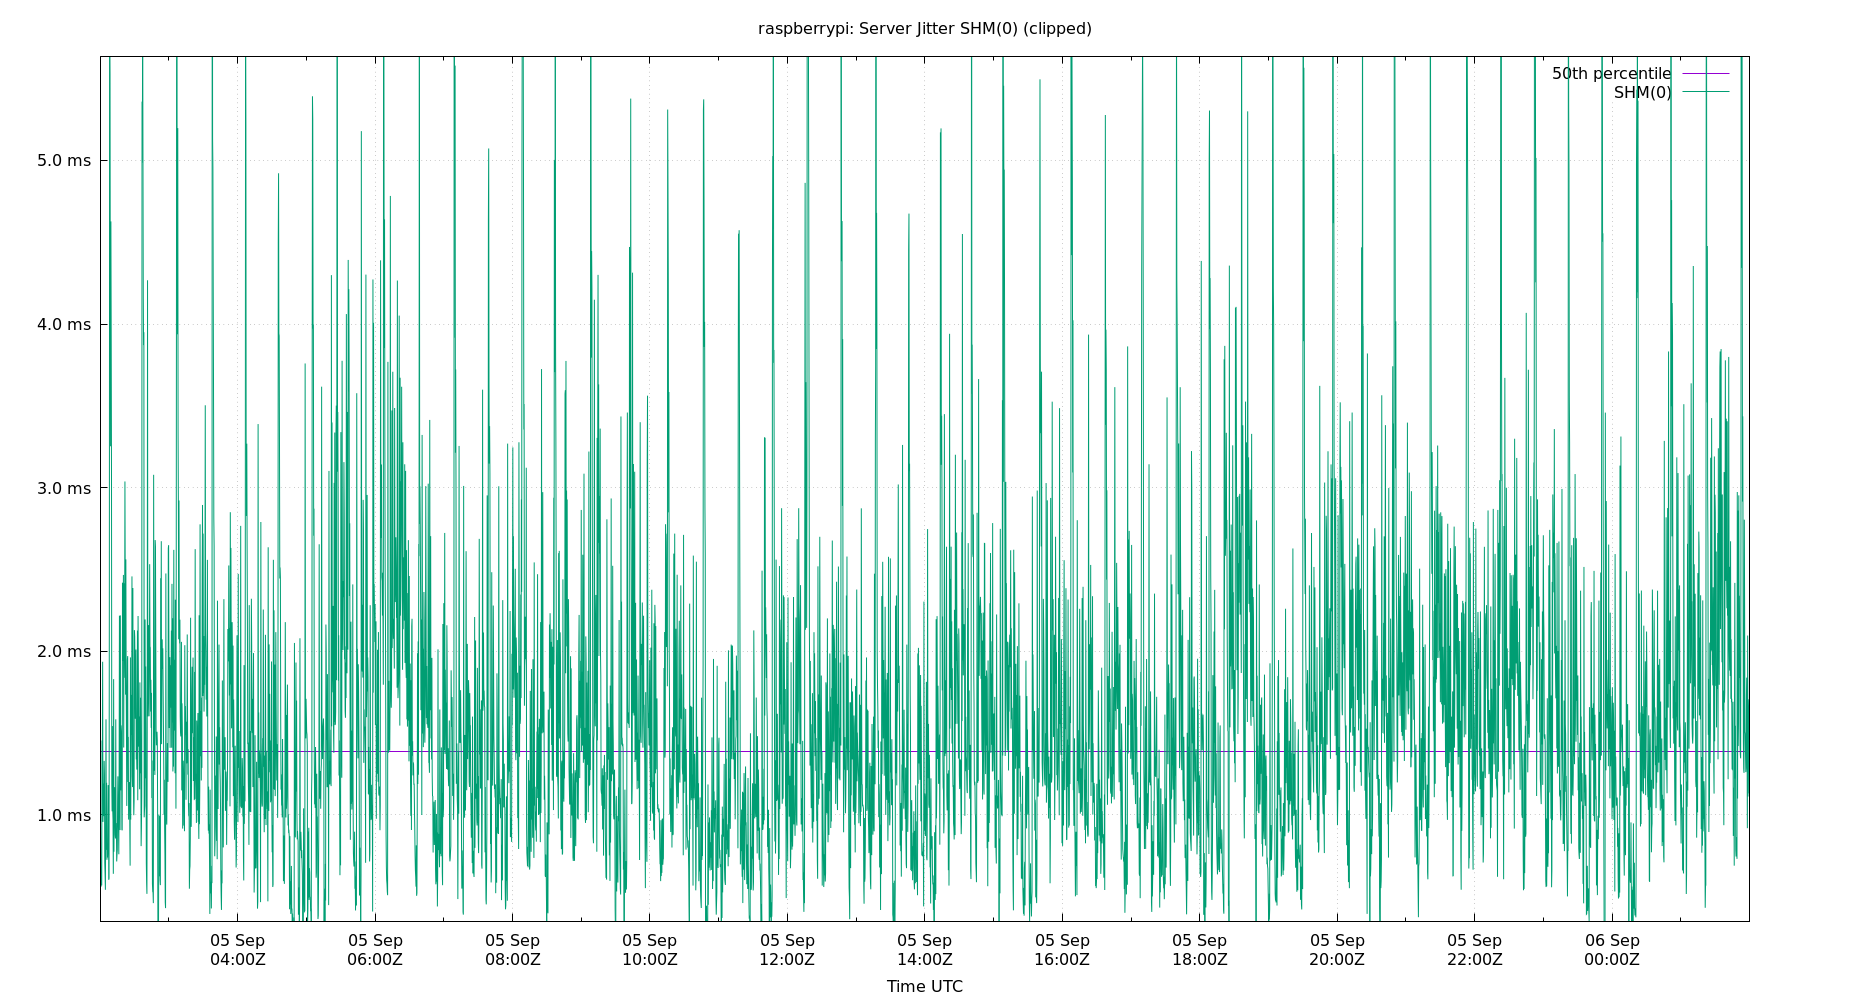 raspberrypi: Server Jitter SHM(0) (clipped)
50th percentile
SHM(0)
5.0 ms
4.0 ms
3.0 ms
2.0 ms
1.0 ms
05 Sep 05 Sep 05 Sep 05 Sep 05 Sep 05 Sep 05 Sep 05 Sep 05 Sep 05 Sep 06 Sep
04:00Z 06:00Z 08:00Z 10:00Z 12:00Z 14:00Z 16:00Z 18:00Z 20:00Z 22:00Z 00:00Z
Time UTC